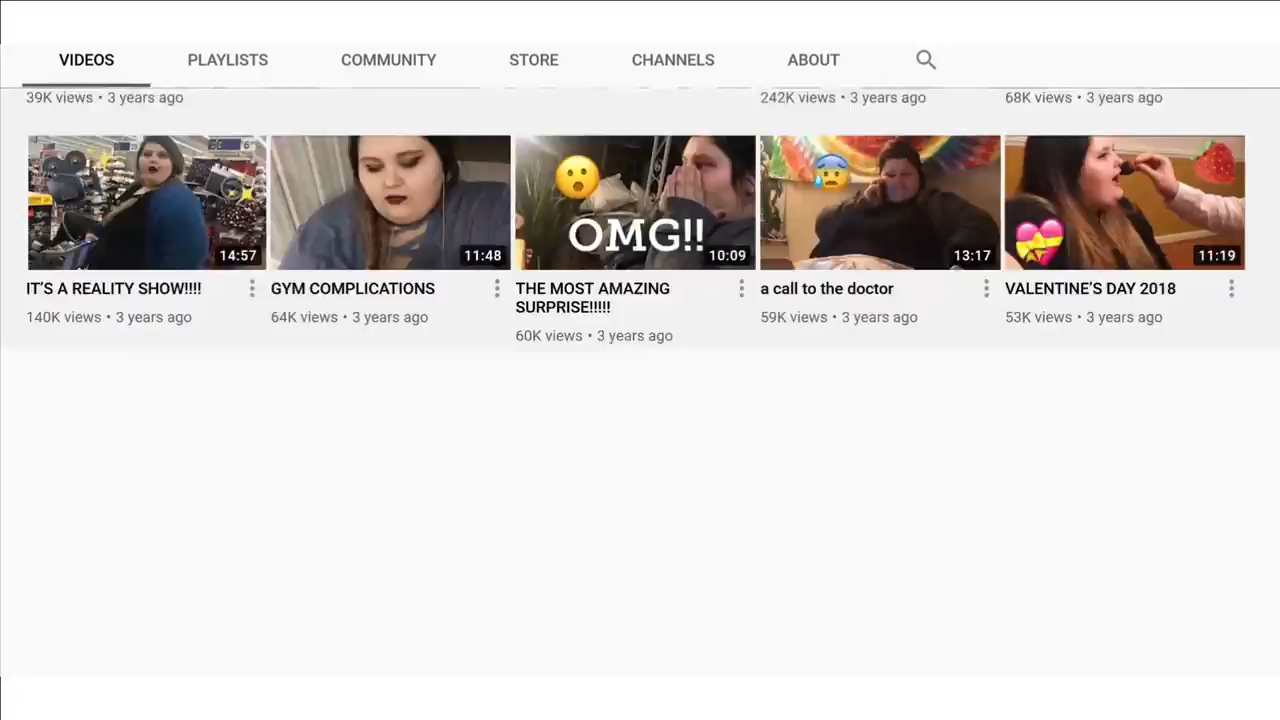 VIDEOS PLAYLISTS COMMUNITY STORE CHANNELS ABOUT
39K views • 3 years ago 242K views • 3 years ago 68K views • 3 years ago
OMG!!
14:57 11:48 10:09 13:17 11:19
IT’S A REALITY SHOW!!!! GYM COMPLICATIONS THE MOST AMAZING a call to the doctor VALENTINE’S DAY 2018
SURPRISE!!!!!
140K views • 3 years ago 64K views • 3 years ago 59K views • 3 years ago 53K views • 3 years ago
60K views • 3 years ago